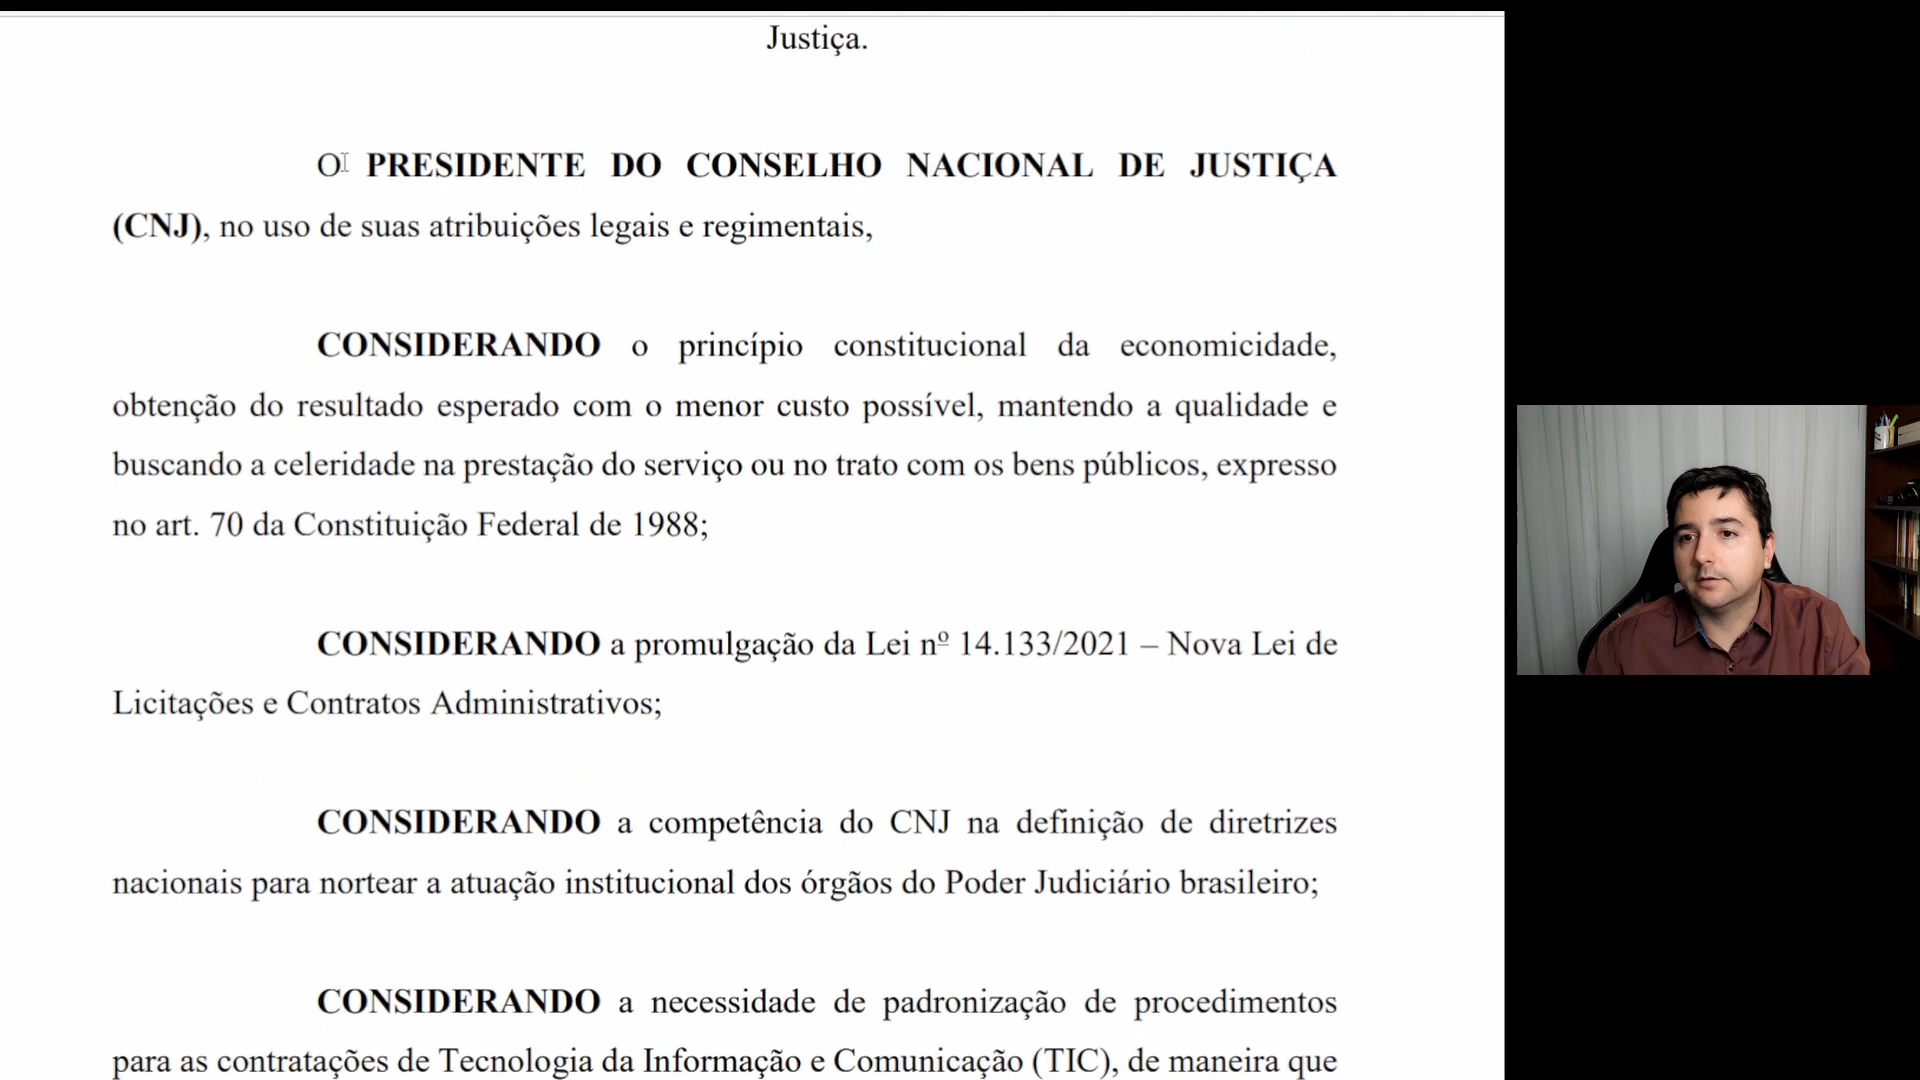 Justiça.
O PRESIDENTE DO CONSELHO NACIONAL DE JUSTIÇA
(CNJ), no uso de suas atribuições legais e regimentais,
CONSIDERANDO o princípio constitucional da economicidade,
obtenção do resultado esperado com o menor custo possível, mantendo a qualidade e
buscando a celeridade na prestação do serviço ou no trato com os bens públicos, expresso
no art. 70 da Constituição Federal de 1988;
CONSIDERANDO a promulgação da Lei nº 14.133/2021 – Nova Lei de
Licitações e Contratos Administrativos;
CONSIDERANDO a competência do CNJ na definição de diretrizes
nacionais para nortear a atuação institucional dos órgãos do Poder Judiciário brasileiro;
CONSIDERANDO a necessidade de padronização de procedimentos
para as contratações de Tecnologia da Informação e Comunicação (TIC), de maneira que